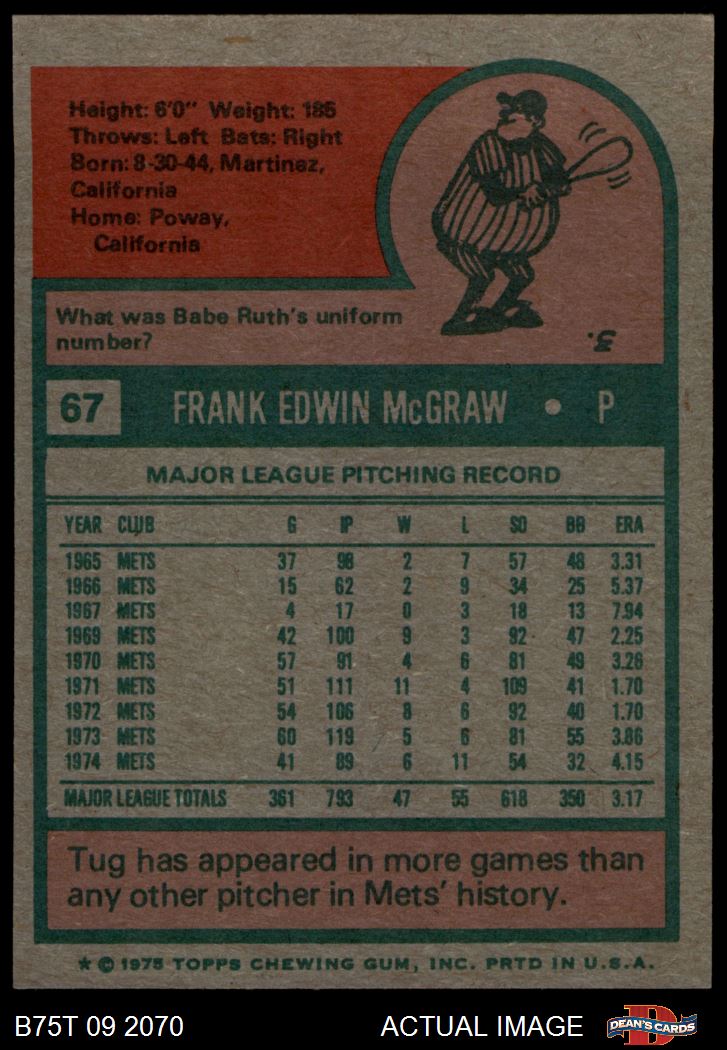 Height: 6'0" Weight: 185
Throws: Left Bats: Right
Born: 8-30-44, Martinez,
California
Home: Poway,
California
What was Babe Ruth's uniform
number?
3.
67 FRANK EDWIN McGRAW • P
MAJOR LEAGUE PITCHING RECORD
YEAR CLUB G IP W L SO BB ERA
1965 METS 37 98 2 7 57 48 3.31
1966 METS 15 62 2 9 34 25 5.37
1967 METS 4 17 0 3 18 13 7.94
1969 METS 42 100 9 3 92 47 2.25
1970 METS 57 91 4 6 81 49 3.26
1971 METS 51 111 11 4 109 41 1.70
1972 METS 54 106 8 6 92 40 1.70
1973 METS 60 119 5 6 81 55 3.86
1974 METS 41 89 6 11 54 32 4.15
MAJOR LEAGUE TOTALS 361 793 47 55 618 350 3.17
Tug has appeared in more games than
any other pitcher in Mets' history.
★ © 1975 TOPPS CHEWING GUM, INC. PRTD IN U.S.A.
B75T 09 2070 ACTUAL IMAGE D DEAN'S CARDS